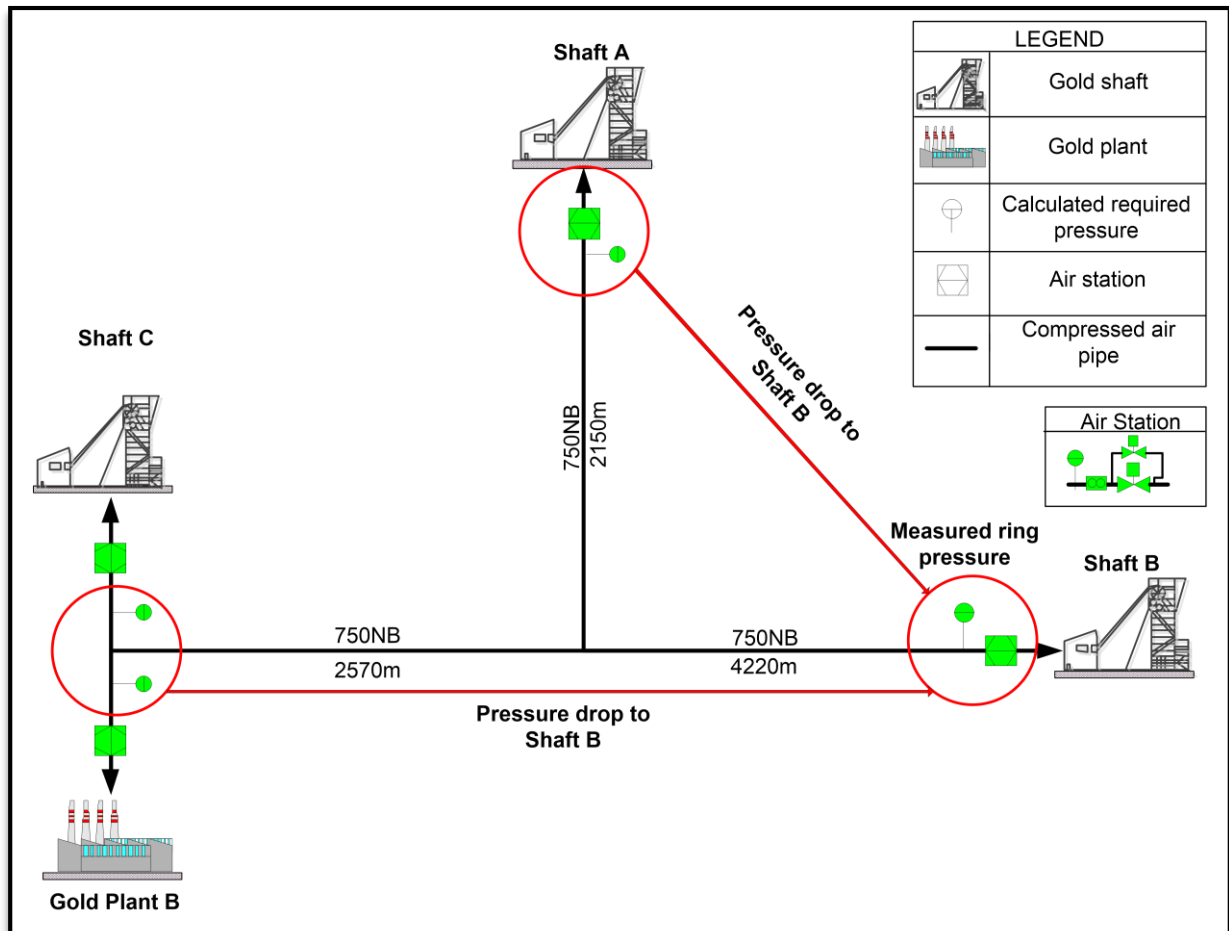 Shaft A
LEGEND
Gold shaft
Gold plant
Calculated required
pressure
Air station
Compressed air
pipe
Air Station
Shaft C
Pressure drop to
Shaft B
750NB
2150m
Measured ring
pressure
Shaft B
750NB
2570m
750NB
4220m
Pressure drop to
Shaft B
Gold Plant B